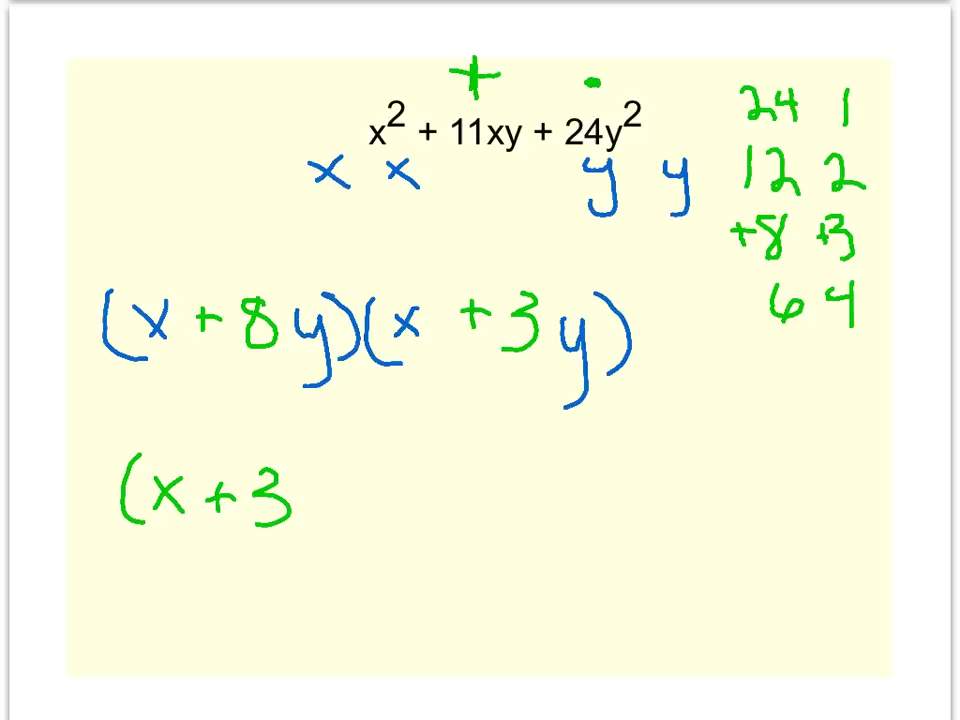 + ·
x² + 11xy + 24y²
x x y y
24 1
12 2
+8 +3
6 4
(x + 8y)(x + 3y)
(x + 3